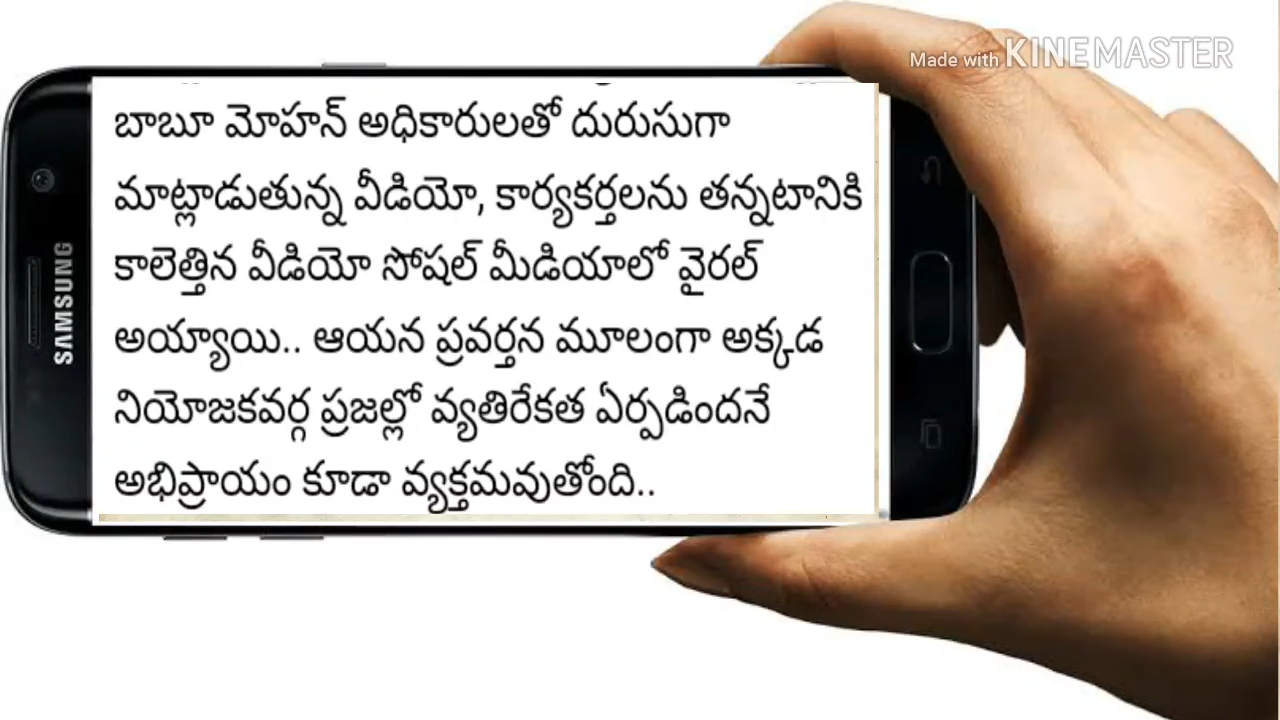 Made with KINEMASTER
బాబూ మోహన్ అధికారులతో దురుసుగా
మాట్లాడుతున్న వీడియో, కార్యకర్తలను తన్నటానికి
కాలెత్తిన వీడియో సోషల్ మీడియాలో వైరల్
అయ్యాయి.. ఆయన ప్రవర్తన మూలంగా అక్కడ
నియోజకవర్గ ప్రజల్లో వ్యతిరేకత ఏర్పడిందనే
అభిప్రాయం కూడా వ్యక్తమవుతోంది..
SAMSUNG